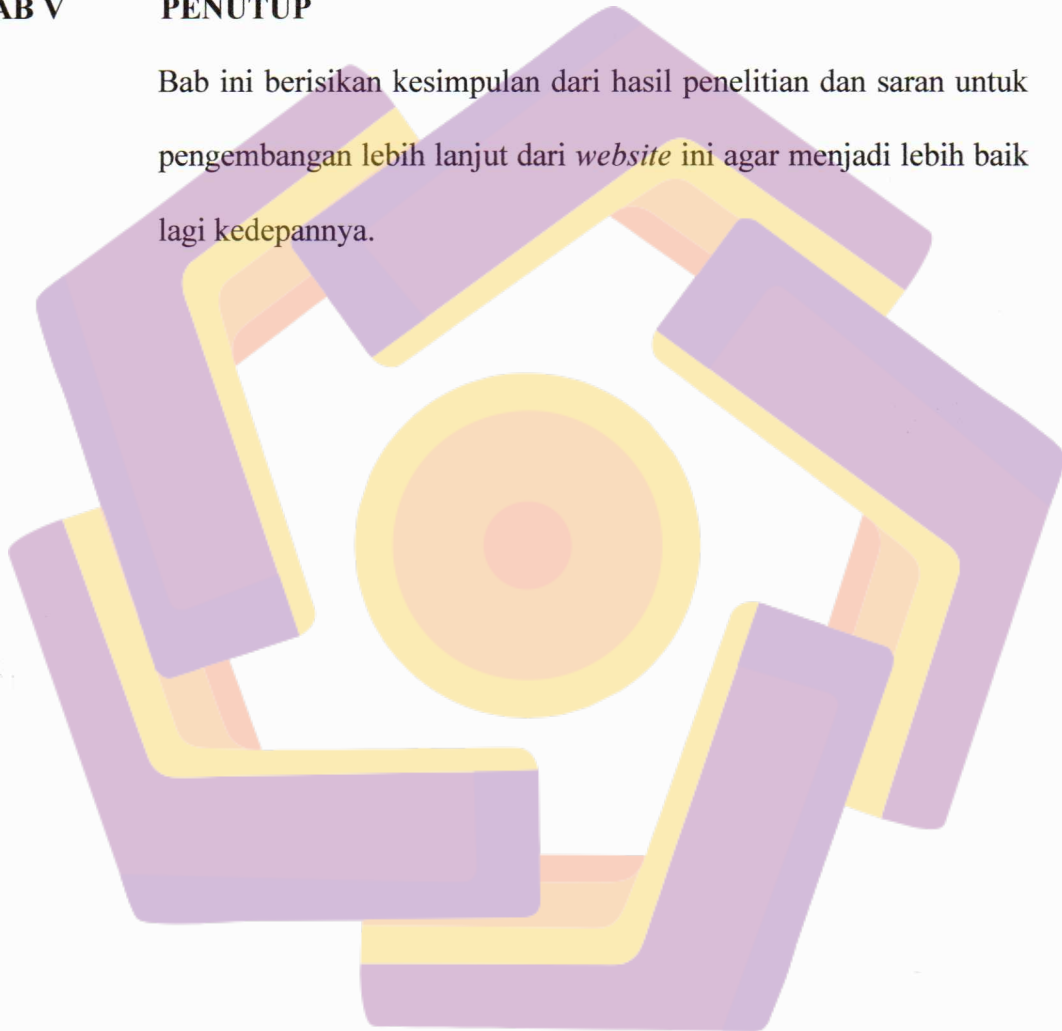 AB V PENUTUP
Bab ini berisikan kesimpulan dari hasil penelitian dan saran untuk
pengembangan lebih lanjut dari website ini agar menjadi lebih baik
lagi kedepannya.